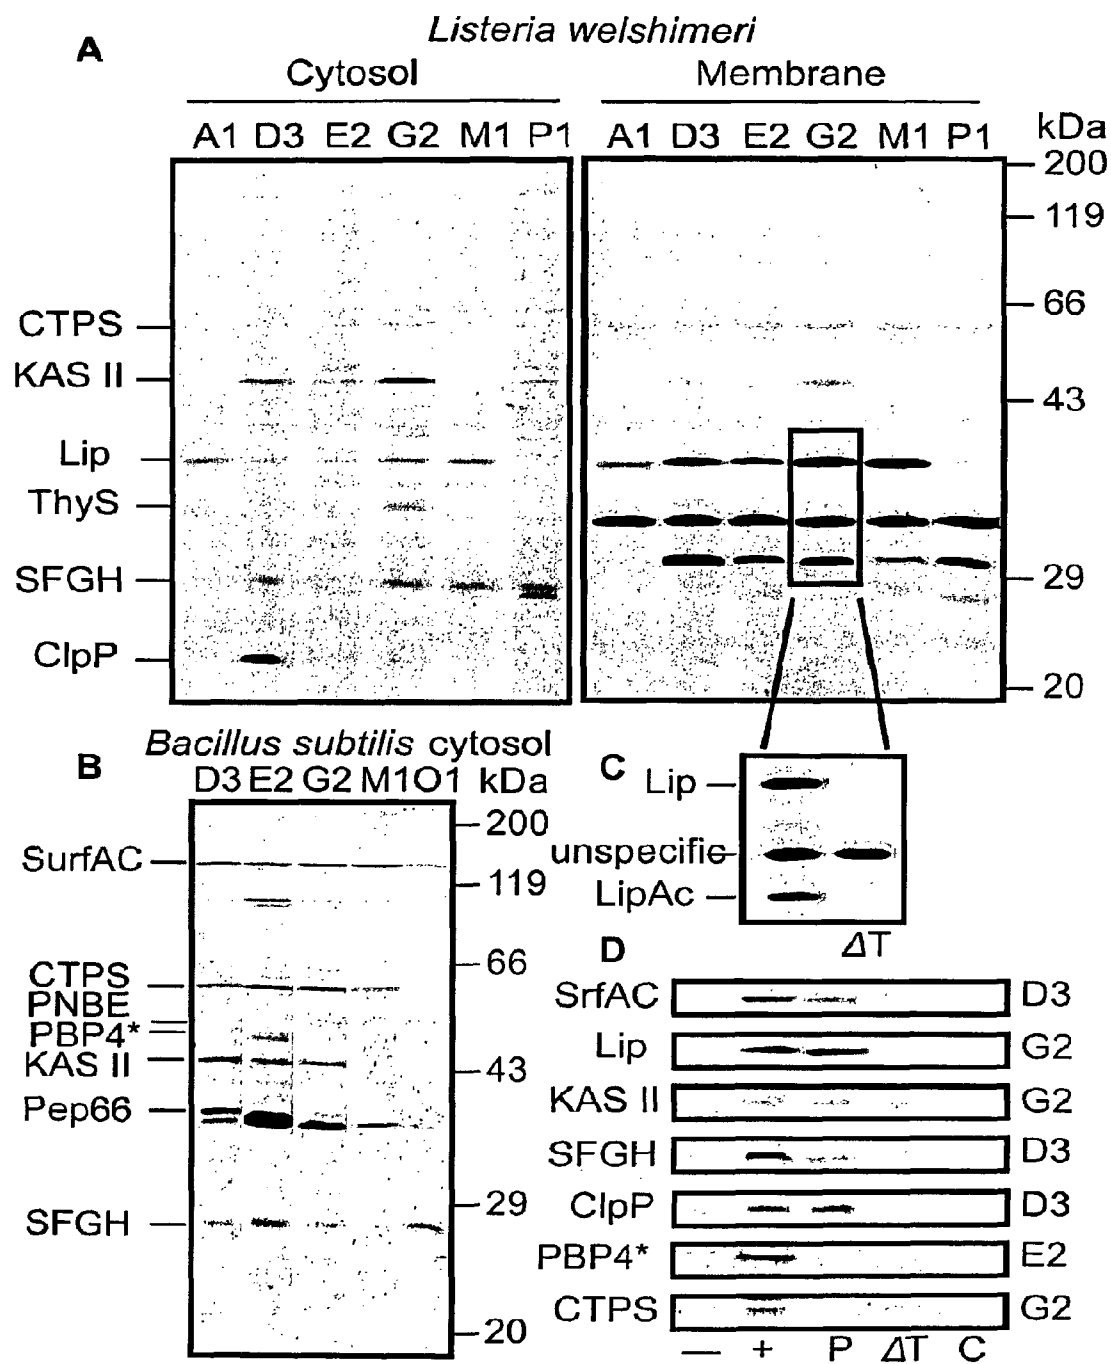 A
Listeria welshimeri
Cytosol
Membrane
A1 D3 E2 G2 M1 P1
A1 D3 E2 G2 M1 P1
kDa
200
119
66
43
29
20
CTPS
KAS II
Lip
ThyS
SFGH
ClpP
B
Bacillus subtilis cytosol
D3 E2 G2 M1 O1 kDa
200
119
66
43
29
20
SurfAC
CTPS
PNBE
PBP4*
KAS II
Pep66
SFGH
C
Lip
unspecific
LipAc
ΔT
D
SrfAC D3
Lip G2
KAS II G2
SFGH D3
ClpP D3
PBP4* E2
CTPS G2
— + P ΔT C